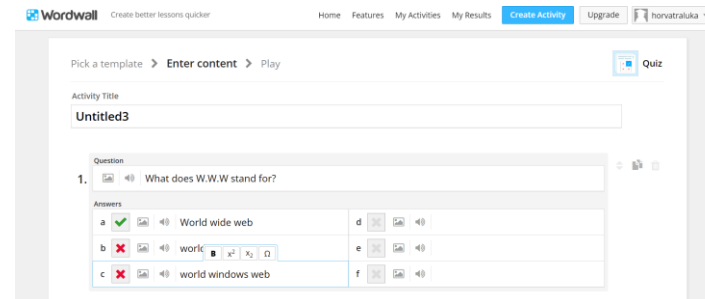 Wordwall Create better lessons quicker Home Features My Activities My Results Create Activity Upgrade horvatraluka
Pick a template > Enter content > Play Quiz
Activity Title
Untitled3
Question
1. What does W.W.W stand for?
Answers
a World wide web d
b e
B x² X₂ Ω
c world windows web f